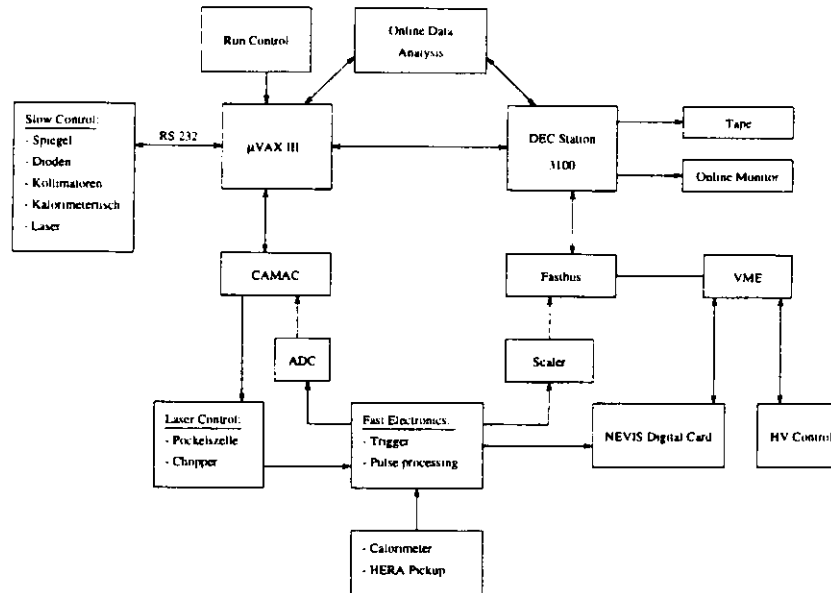 Run Control
Online Data
Analysis
Slow Control:
- Spiegel
- Dioden
- Kollimatoren
- Kalorimetertisch
- Laser
RS 232
µVAX III
DEC Station
3100
Tape
Online Monitor
CAMAC
Fastbus
VME
ADC
Scaler
Laser Control:
- Pockelszelle
- Chopper
Fast Electronics:
- Trigger
- Pulse processing
NEVIS Digital Card
HV Control
- Calorimeter
- HERA Pickup